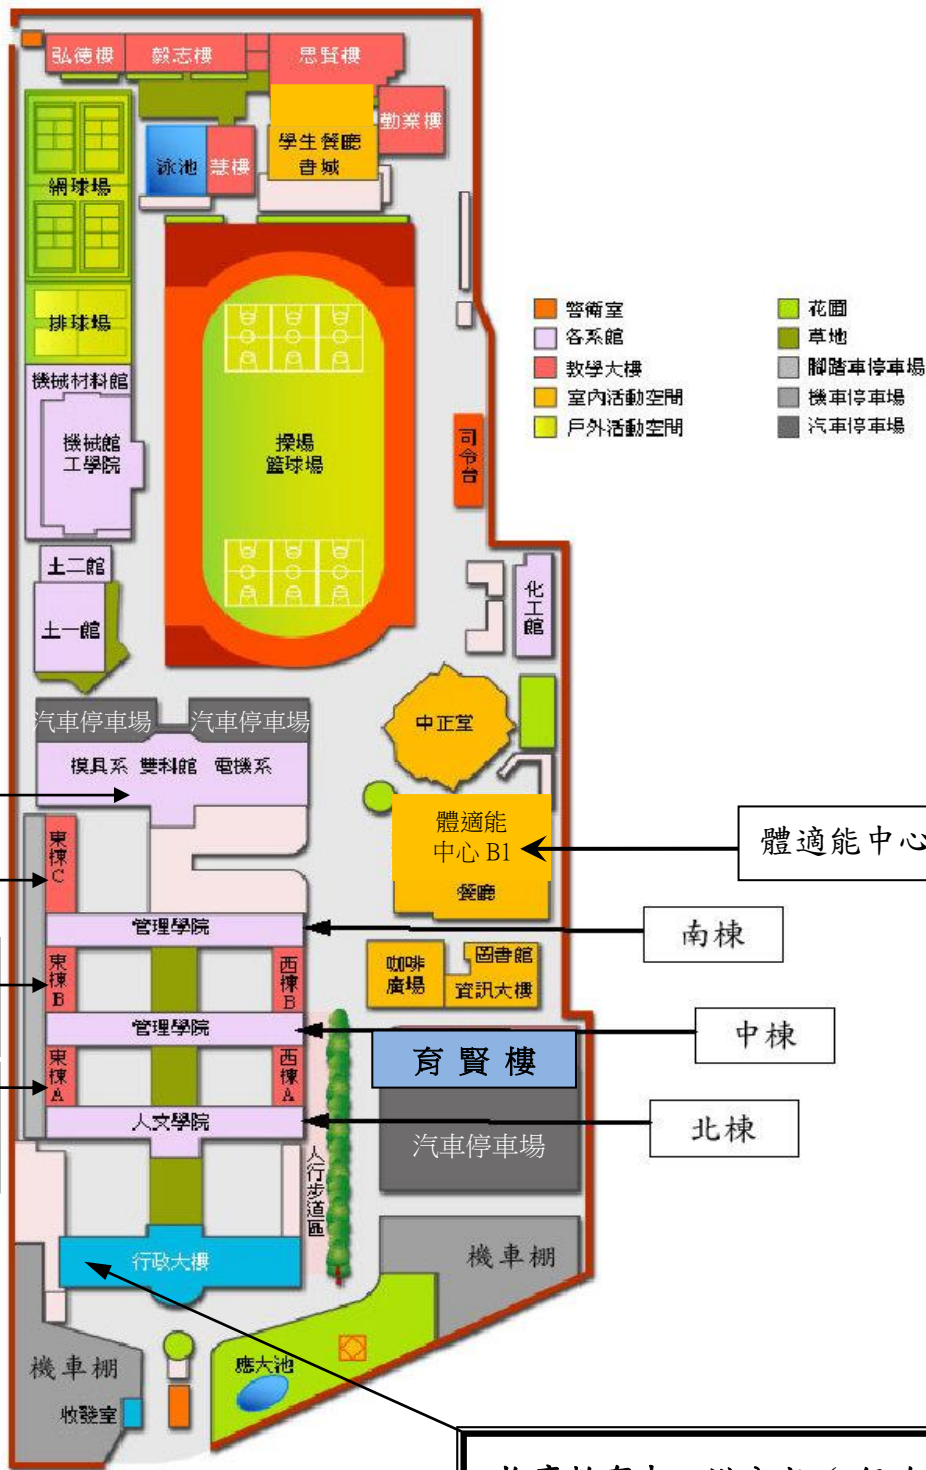 弘德樓
毅志樓
思賢樓
勤業樓
學生餐廳
書城
泳池
慧樓
網球場
排球場
機械材料館
機械館
工學院
操場
籃球場
司令台
警衛室
各系館
教學大樓
室內活動空間
戶外活動空間
花園
草地
腳踏車停車場
機車停車場
汽車停車場
土二館
土一館
化工館
中正堂
汽車停車場
汽車停車場
模具系 雙科館 電機系
體適能
中心 B1
餐廳
體適能中心
東棟C
管理學院
南棟
東棟B
西棟B
咖啡
廣場
圖書館
資訊大樓
管理學院
中棟
東棟A
西棟A
育賢樓
人文學院
北棟
汽車停車場
人行步道區
行政大樓
機車棚
機車棚
應大池
收發室